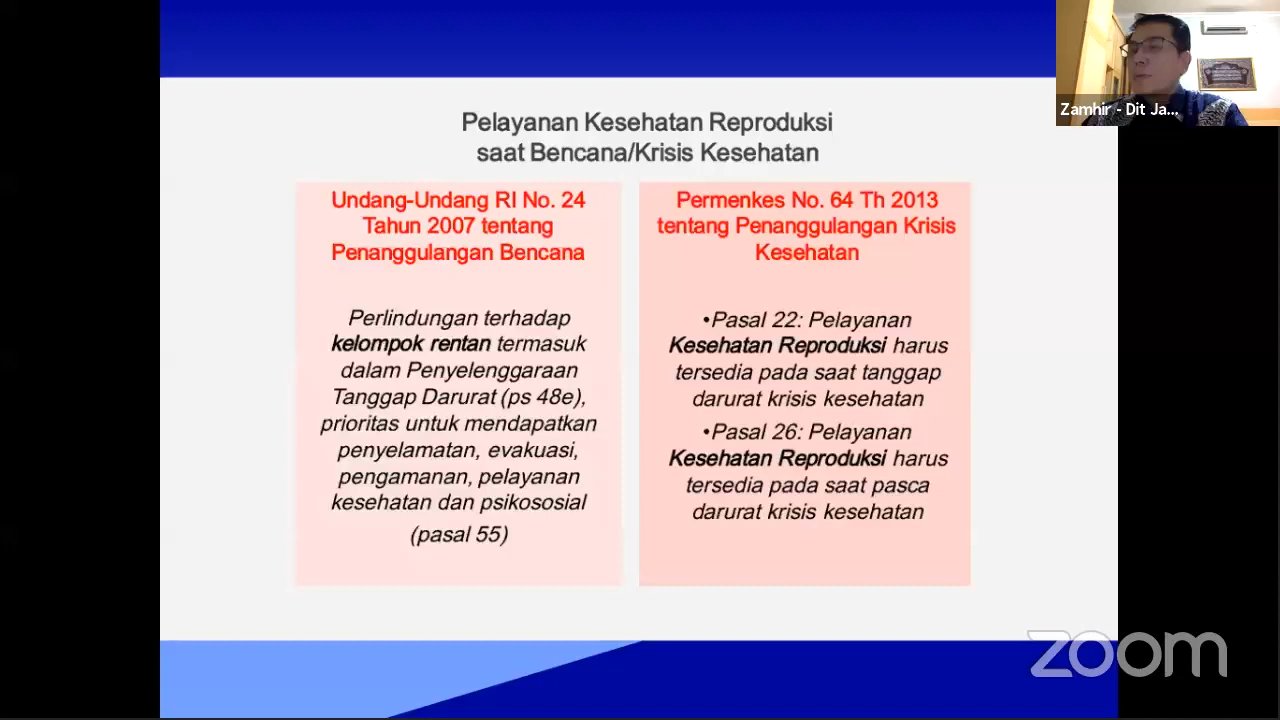 Pelayanan Kesehatan Reproduksi
saat Bencana/Krisis Kesehatan
Undang-Undang RI No. 24
Tahun 2007 tentang
Penanggulangan Bencana
Perlindungan terhadap
kelompok rentan termasuk
dalam Penyelenggaraan
Tanggap Darurat (ps 48e),
prioritas untuk mendapatkan
penyelamatan, evakuasi,
pengamanan, pelayanan
kesehatan dan psikososial
(pasal 55)
Permenkes No. 64 Th 2013
tentang Penanggulangan Krisis
Kesehatan
•Pasal 22: Pelayanan
Kesehatan Reproduksi harus
tersedia pada saat tanggap
darurat krisis kesehatan
•Pasal 26: Pelayanan
Kesehatan Reproduksi harus
tersedia pada saat pasca
darurat krisis kesehatan
Zamhir - Dit Ja...
zoom